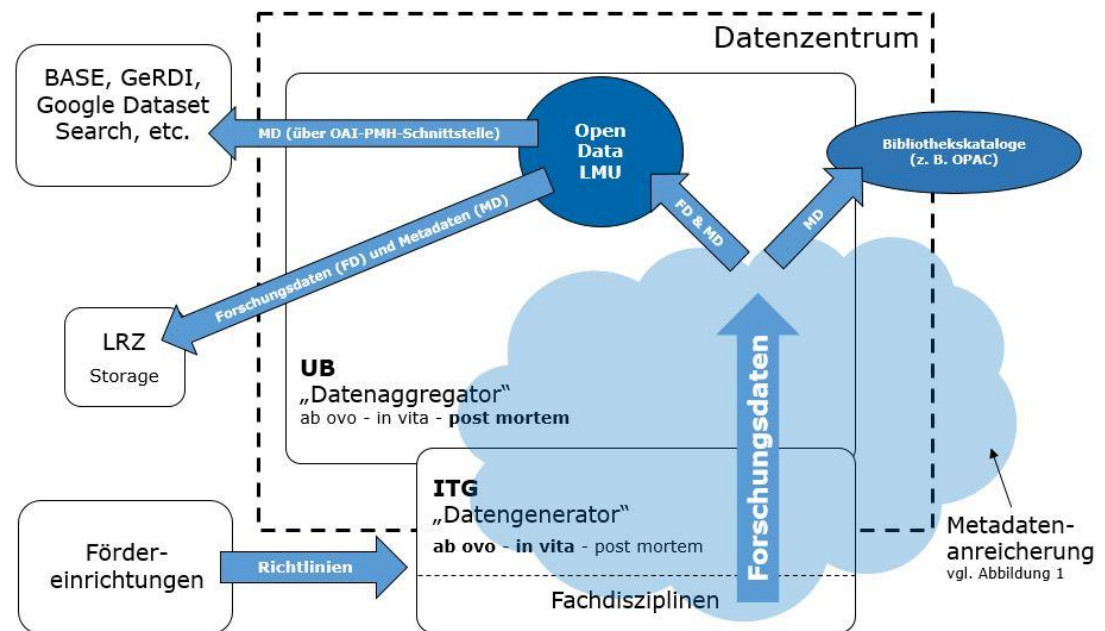 Datenzentrum
BASE, GeRDI,
Google Dataset
Search, etc.
MD (über OAI-PMH-Schnittstelle)
Open
Data
LMU
Bibliothekskataloge
(z. B. OPAC)
FD & MD
MD
Forschungsdaten (FD) und Metadaten (MD)
LRZ
Storage
UB
„Datenaggregator“
ab ovo - in vita - post mortem
Forschungsdaten
ITG
„Datengenerator“
ab ovo - in vita - post mortem
Fachdisziplinen
Förder-
einrichtungen
Richtlinien
Metadaten-
anreicherung
vgl. Abbildung 1